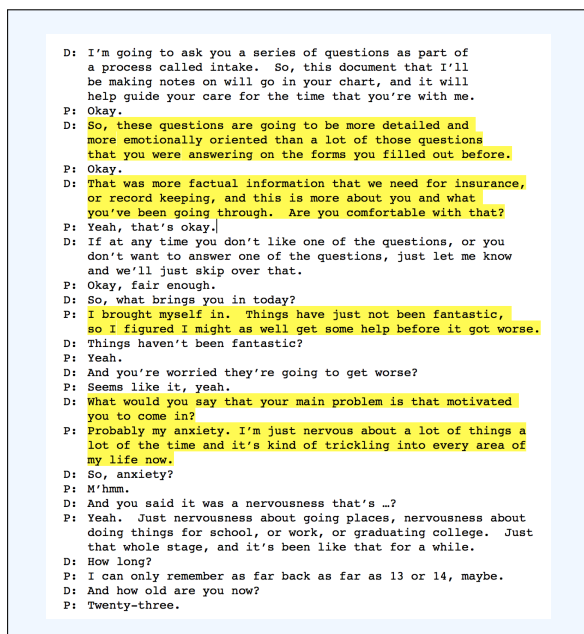 D: I'm going to ask you a series of questions as part of
a process called intake. So, this document that I'll
be making notes on will go in your chart, and it will
help guide your care for the time that you're with me.
P: Okay.
D: So, these questions are going to be more detailed and
more emotionally oriented than a lot of those questions
that you were answering on the forms you filled out before.
P: Okay.
D: That was more factual information that we need for insurance,
or record keeping, and this is more about you and what
you've been going through. Are you comfortable with that?
P: Yeah, that's okay.
D: If at any time you don't like one of the questions, or you
don't want to answer one of the questions, just let me know
and we'll just skip over that.
P: Okay, fair enough.
D: So, what brings you in today?
P: I brought myself in. Things have just not been fantastic,
so I figured I might as well get some help before it got worse.
D: Things haven't been fantastic?
P: Yeah.
D: And you're worried they're going to get worse?
P: Seems like it, yeah.
D: What would you say that your main problem is that motivated
you to come in?
P: Probably my anxiety. I'm just nervous about a lot of things a
lot of the time and it's kind of trickling into every area of
my life now.
D: So, anxiety?
P: M'hmm.
D: And you said it was a nervousness that's …?
P: Yeah. Just nervousness about going places, nervousness about
doing things for school, or work, or graduating college. Just
that whole stage, and it's been like that for a while.
D: How long?
P: I can only remember as far back as far as 13 or 14, maybe.
D: And how old are you now?
P: Twenty-three.